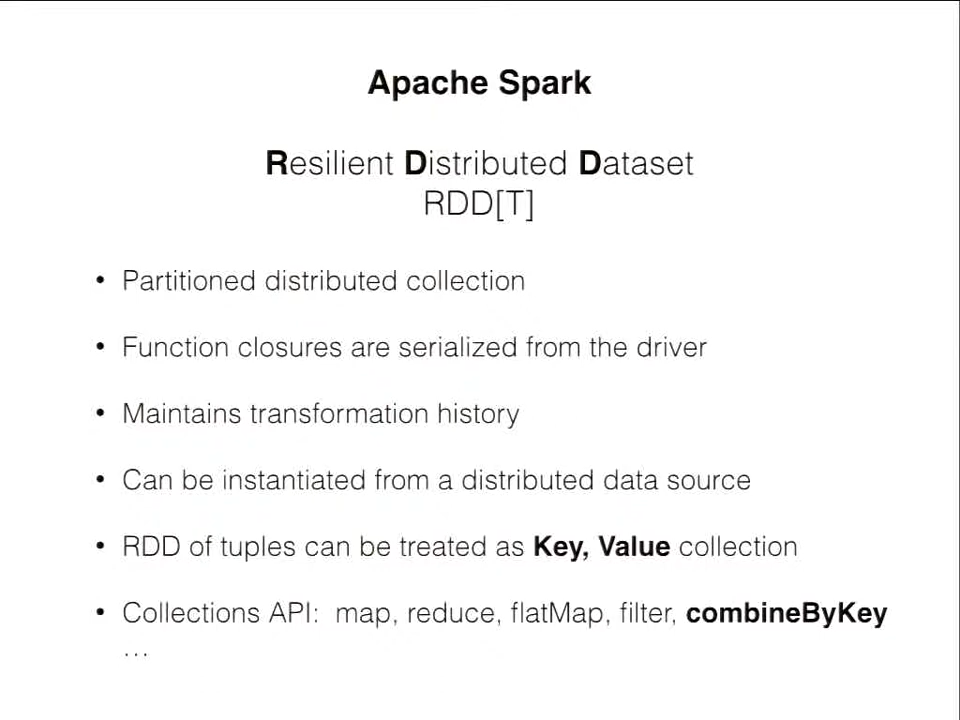 Apache Spark
Resilient Distributed Dataset
RDD[T]
• Partitioned distributed collection
• Function closures are serialized from the driver
• Maintains transformation history
• Can be instantiated from a distributed data source
• RDD of tuples can be treated as Key, Value collection
• Collections API:  map, reduce, flatMap, filter, combineByKey
...